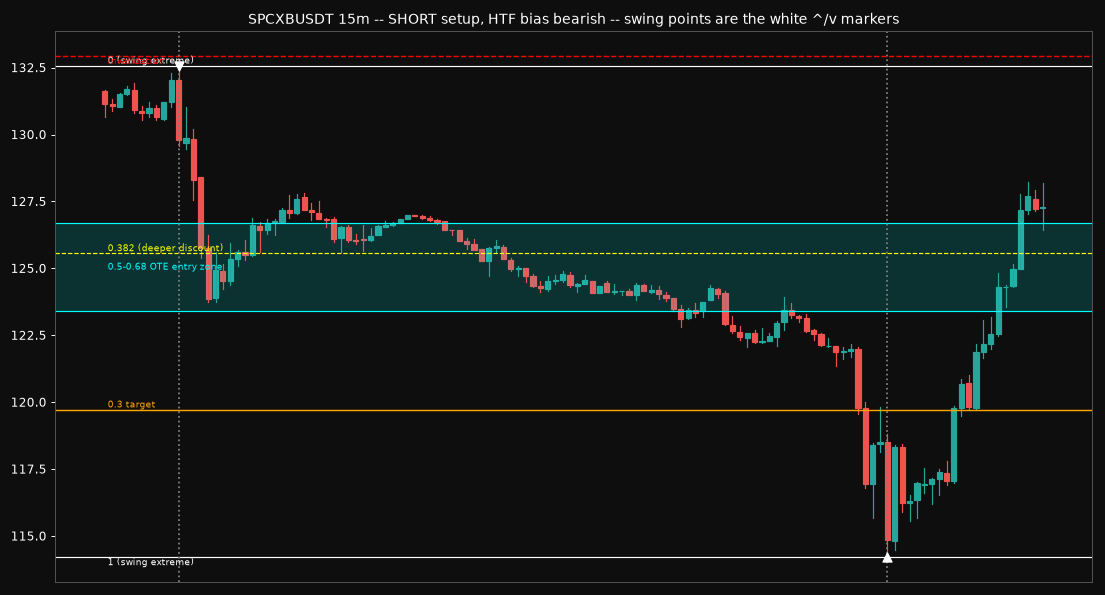 SPCXBUSDT 15m -- SHORT setup, HTF bias bearish -- swing points are the white ^/v markers
132.5
130.0
127.5
125.0
122.5
120.0
117.5
115.0
0 (swing extreme)
0.382 (deeper discount)
0.5-0.68 OTE entry zone
0.3 target
1 (swing extreme)